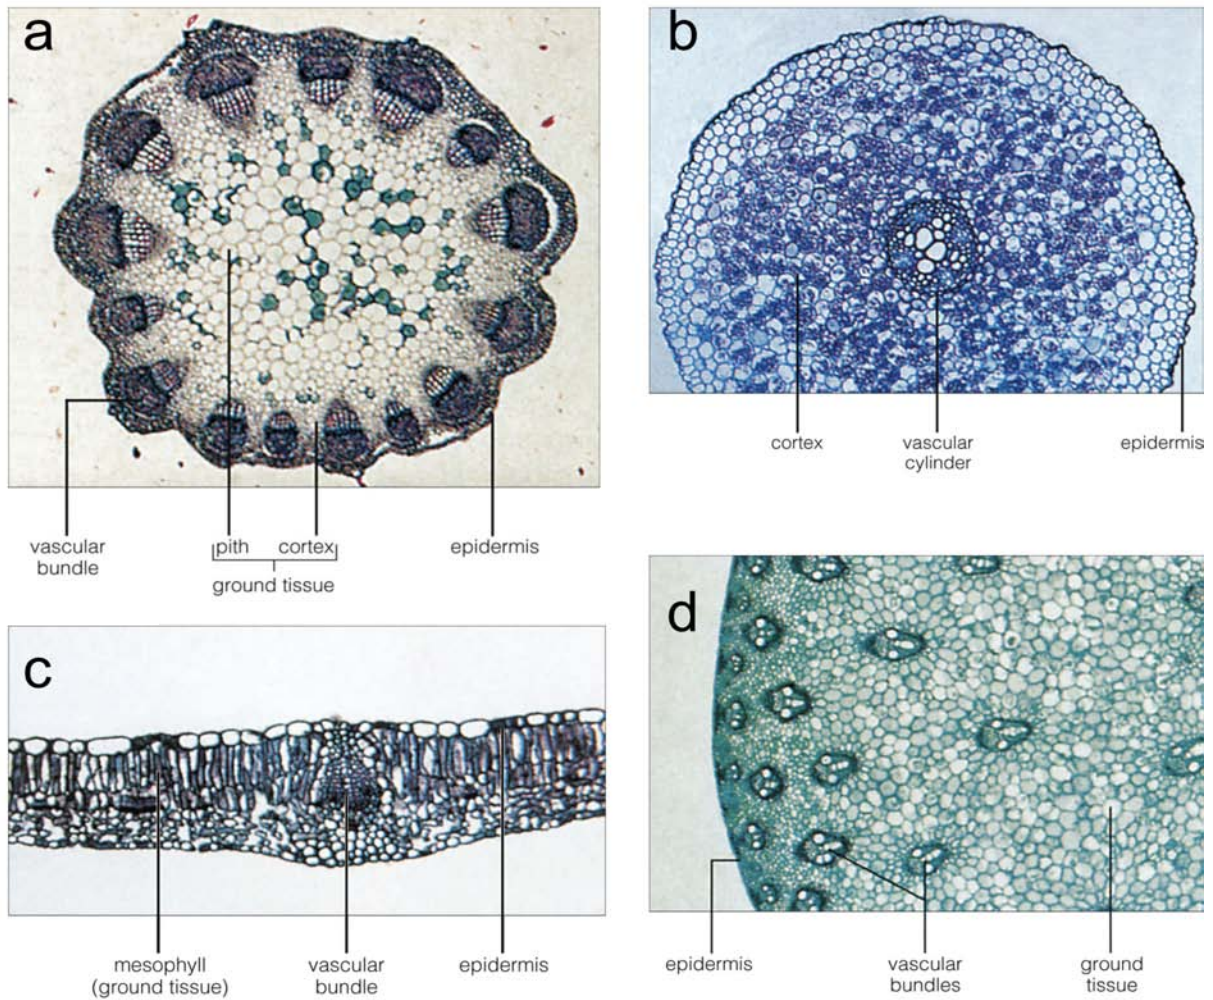 a
vascular
bundle
pith cortex
ground tissue
epidermis
b
cortex
vascular
cylinder
epidermis
c
mesophyll
(ground tissue)
vascular
bundle
epidermis
d
epidermis
vascular
bundles
ground
tissue